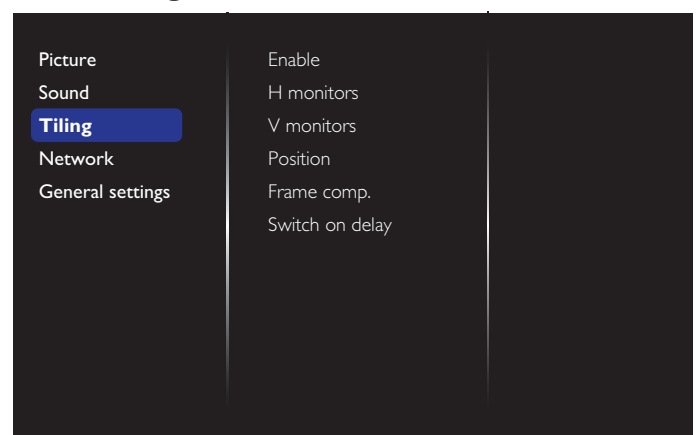 Picture
Sound
Tiling
Network
General settings
Enable
H monitors
V monitors
Position
Frame comp.
Switch on delay